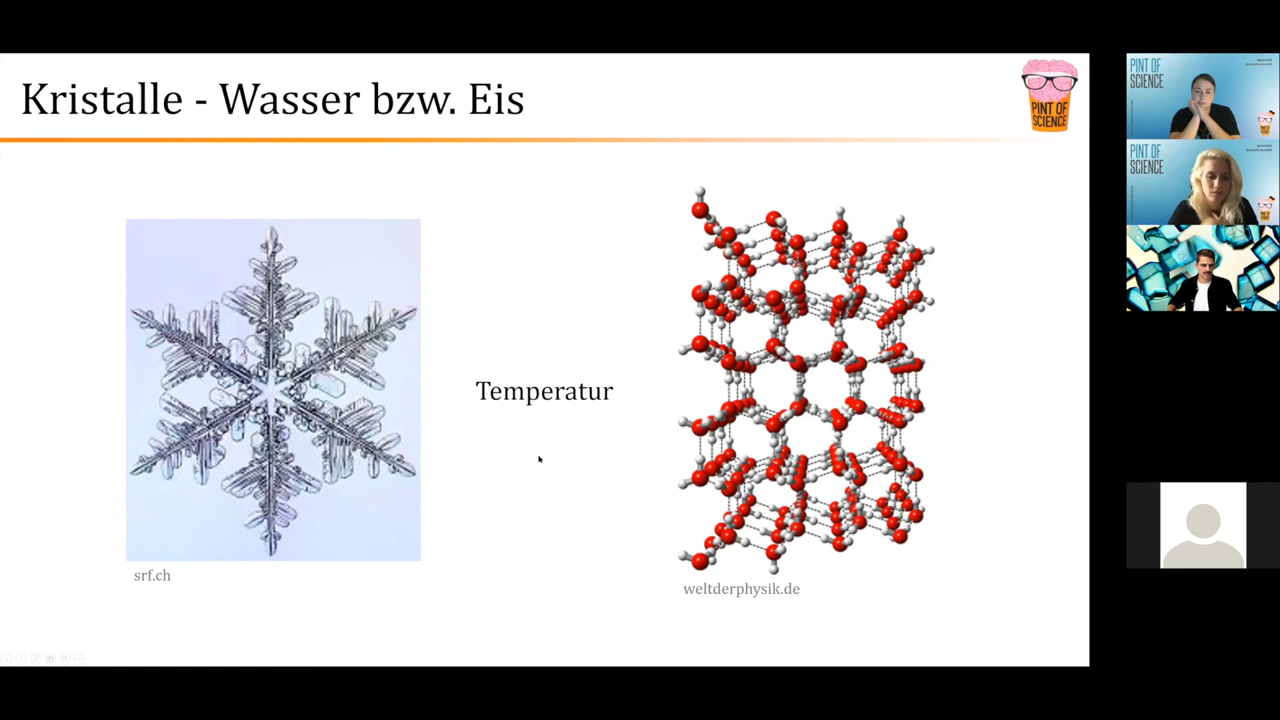 Kristalle - Wasser bzw. Eis
PINT OF
SCIENCE
Temperatur
srf.ch
weltderphysik.de
PINT OF
SCIENCE
PINT OF
SCIENCE